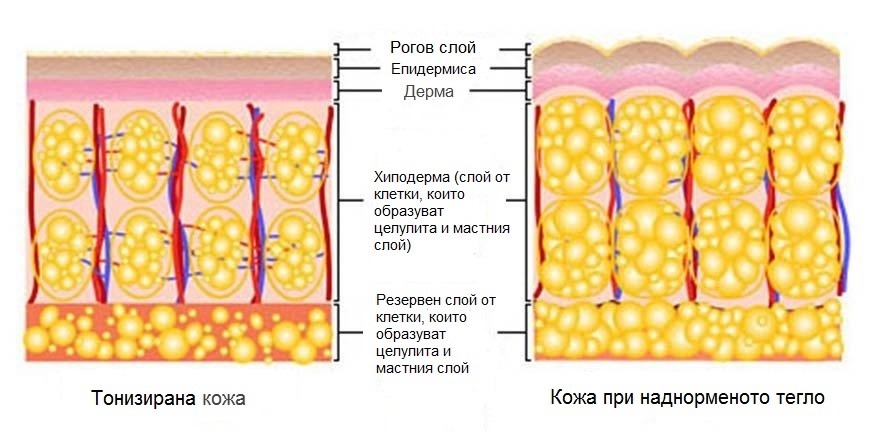 Рогов слой
Епидермиса
Дерма
Хиподерма (слой от
клетки, които
образуват
целулита и мастния
слой)
Резервен слой от
клетки, които
образуват
целулита и
мастния слой
Тонизирана кожа
Кожа при наднорменото тегло